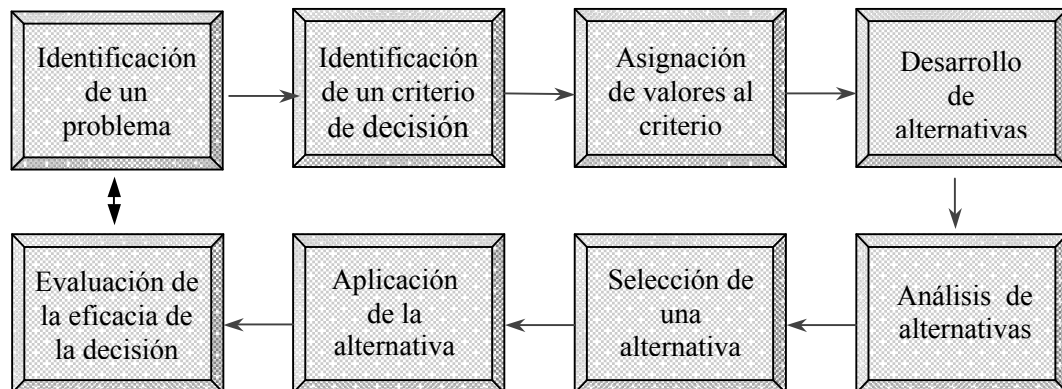 Identificación
de un
problema
Identificación
de un criterio
de decisión
Asignación
de valores al
criterio
Desarrollo
de
alternativas
Análisis de
alternativas
Selección de
una
alternativa
Aplicación
de la
alternativa
Evaluación de
la eficacia de
la decisión